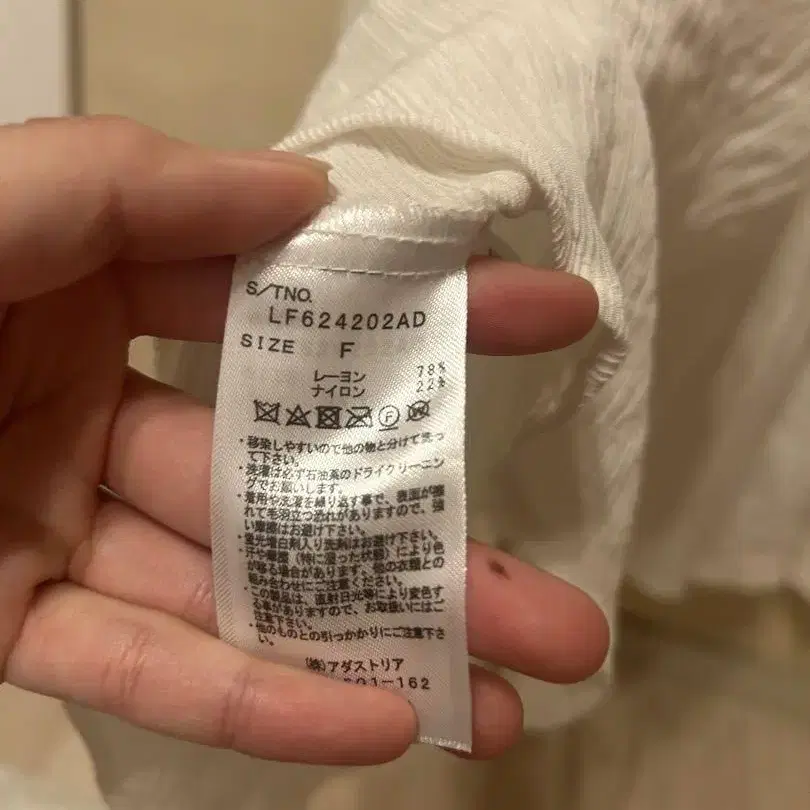 S/TNO.
LF624202AD
SIZE F
レーヨン 78%
ナイロン 22%
・移染しやすいので他の物と分けて洗っ
て下さい。
・洗濯は必ず石油系のドライクリーニン
グでお願いします。
・着用や洗濯を繰り返す事で、表面が擦
れて毛羽立つ恐れがありますので、強
い摩擦はお避け下さい。
・蛍光増白剤入り洗剤はお避け下さい。
・汗や摩擦(特に湿った状態)により色
が移る場合があります、他の衣類との
組み合わせにご注意ください。
・この製品は、直射日光等により変色す
る事がありますので、お取扱いにはご
注意下さい。
・他のものとの引っかかりにご注意下さ
い。
(株)アダストリア
01-162